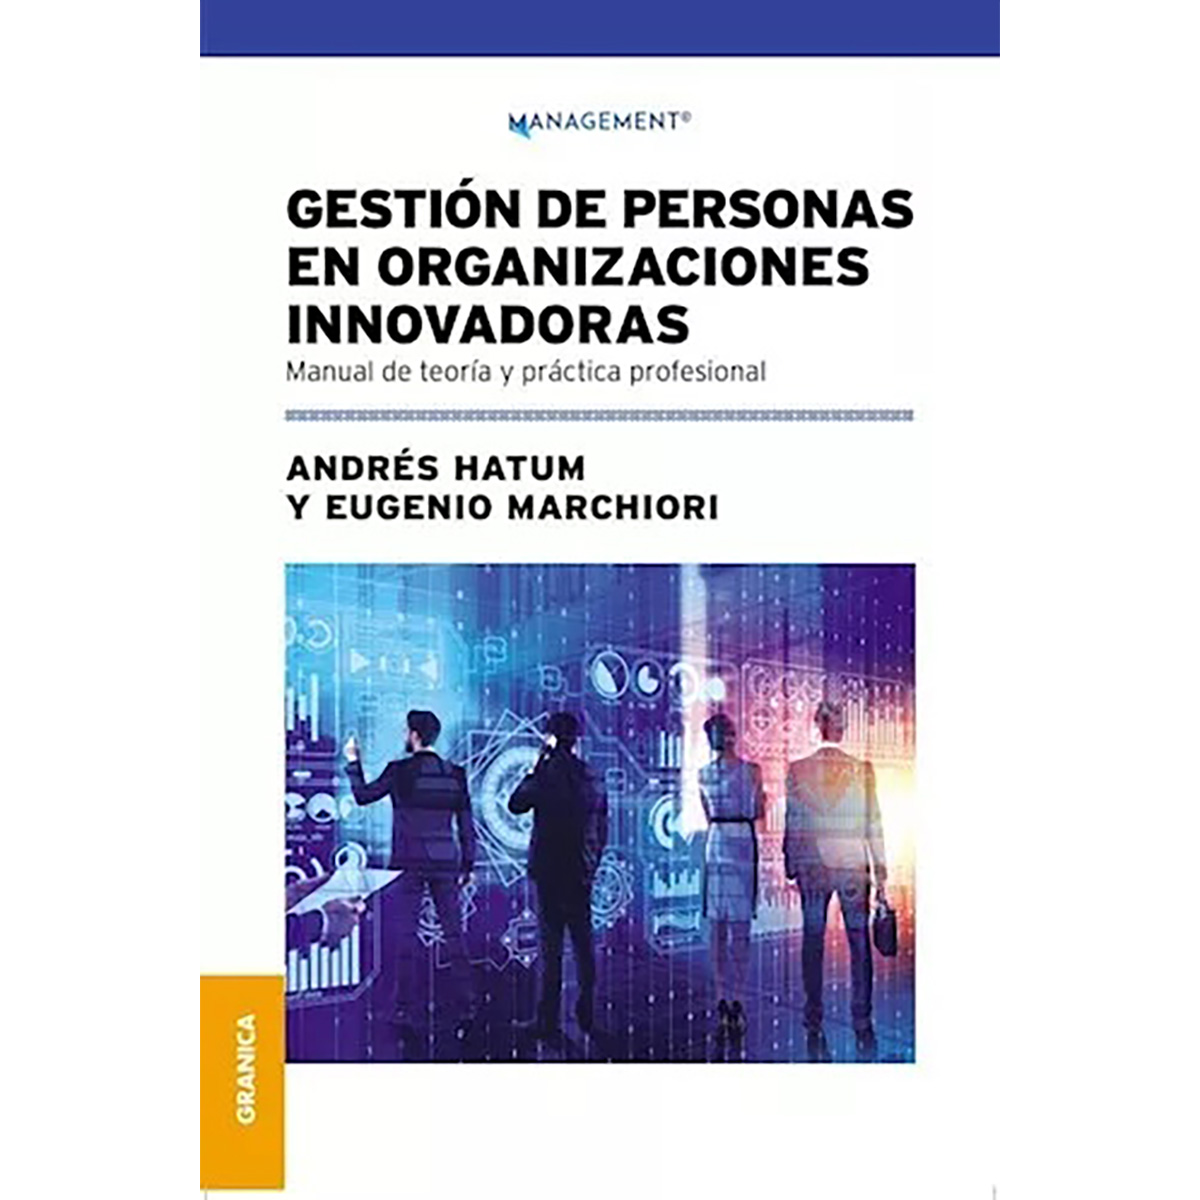 MANAGEMENT©
GESTIÓN DE PERSONAS
EN ORGANIZACIONES
INNOVADORAS
Manual de teoría y práctica profesional
ANDRÉS HATUM
Y EUGENIO MARCHIORI
GRANICA